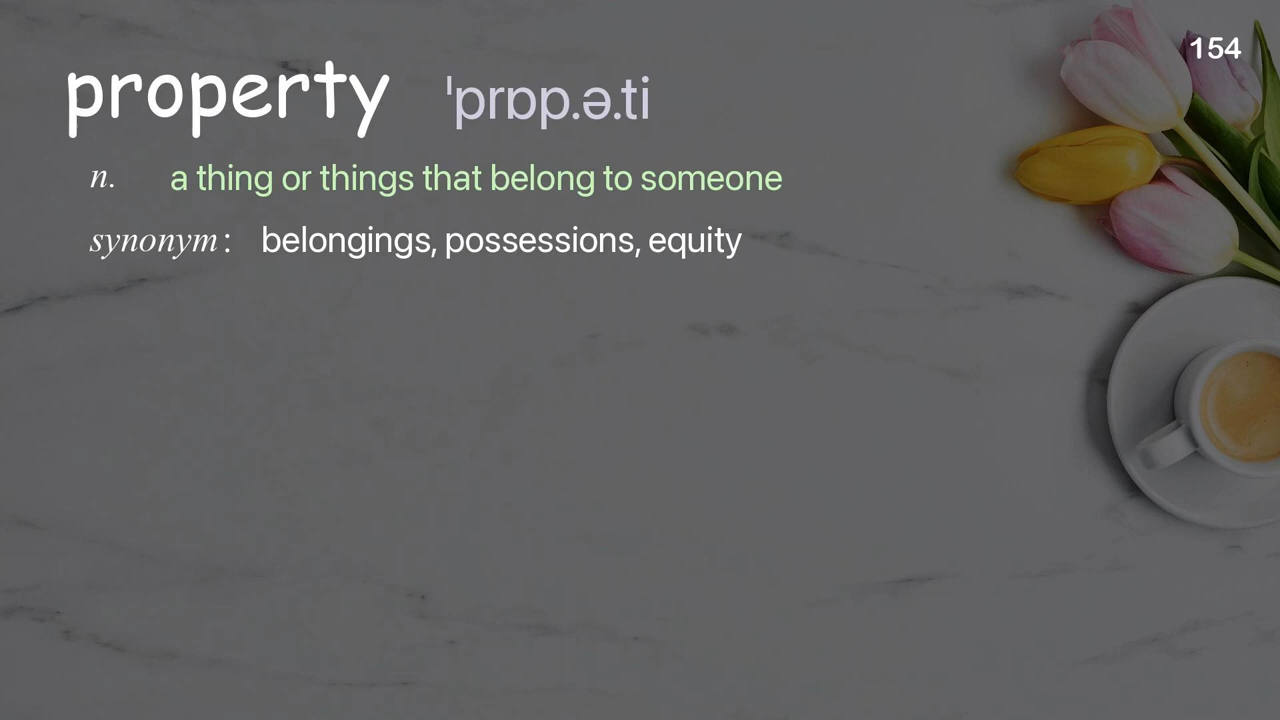 154
property ˈprɒp.ə.ti
n. a thing or things that belong to someone
synonym: belongings, possessions, equity